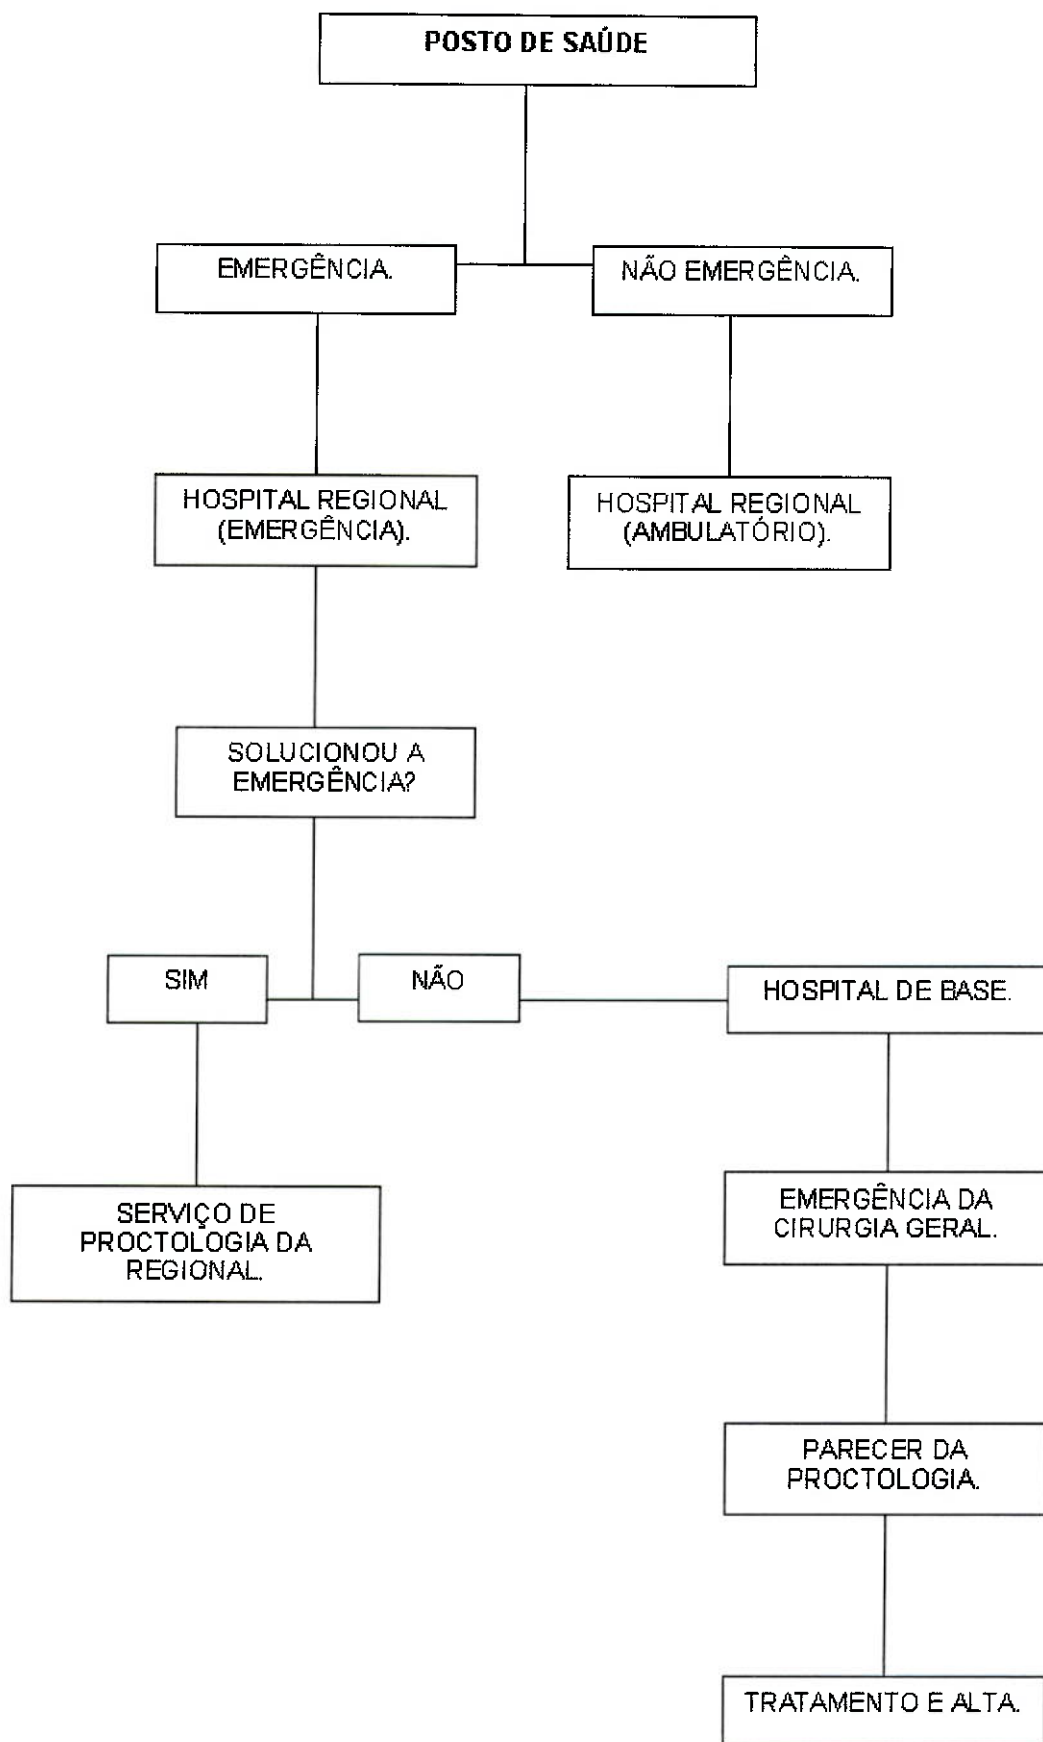 POSTO DE SAÚDE
EMERGÊNCIA.
NÃO EMERGÊNCIA.
HOSPITAL REGIONAL
(EMERGÊNCIA).
HOSPITAL REGIONAL
(AMBULATÓRIO).
SOLUCIONOU A
EMERGÊNCIA?
SIM
NÃO
HOSPITAL DE BASE.
SERVIÇO DE
PROCTOLOGIA DA
REGIONAL.
EMERGÊNCIA DA
CIRURGIA GERAL.
PARECER DA
PROCTOLOGIA.
TRATAMENTO E ALTA.